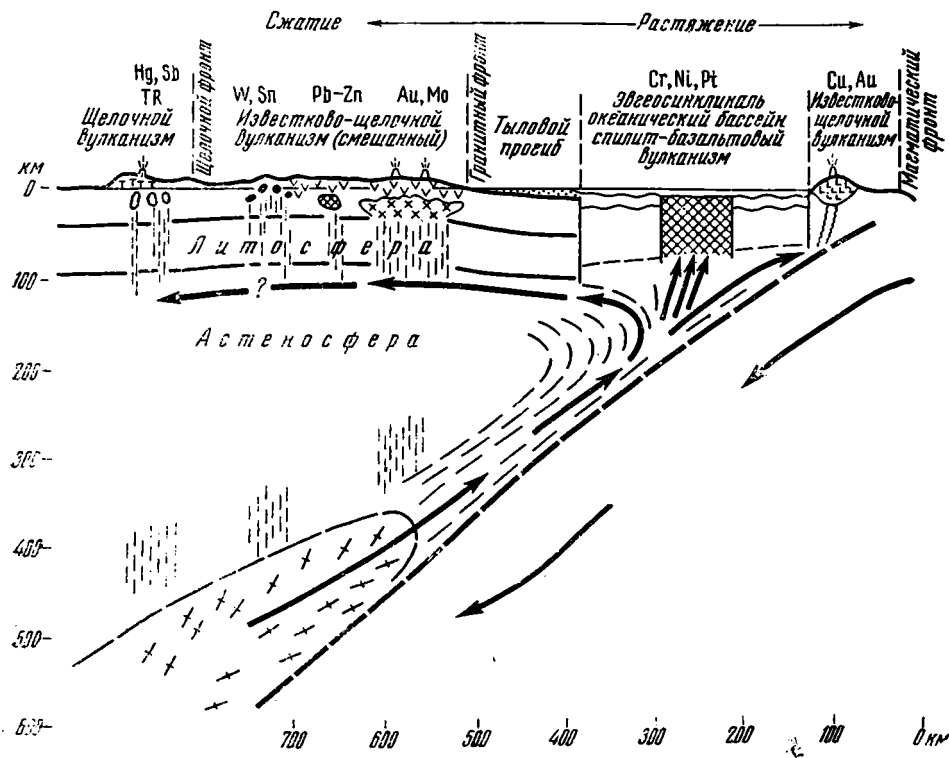 Сжатие
Растяжение
Hg, Sb
TR
Щелочной
вулканизм
Щелочной фронт
W, Sn
Pb-Zn
Au, Mo
Известково-щелочной
вулканизм (смешанный)
Гранитный фронт
Тыловой
прогиб
Cr, Ni, Pt
Эвгеосинклиналь
океанический бассейн
спилит-базальтовый
вулканизм
Cu, Au
Известково-
щелочной
вулканизм
Магматический
фронт
км
0
Литосфера
100
?
Астеносфера
200
300
400
500
600
700
600
500
400
300
200
100
0 км